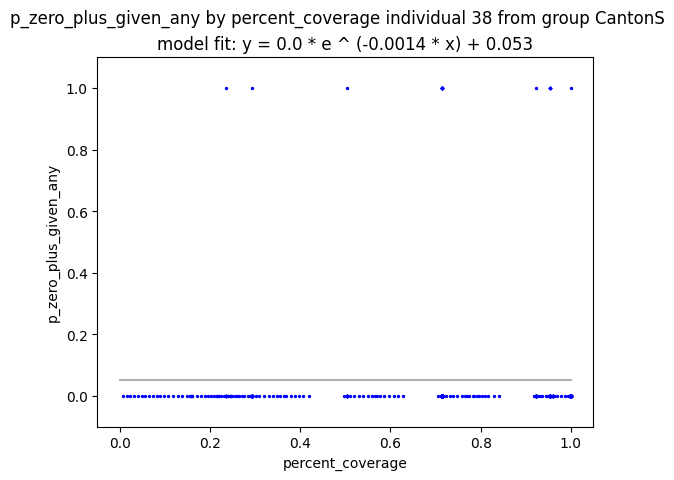 p_zero_plus_given_any by percent_coverage individual 38 from group CantonS
model fit: y = 0.0 * e ^ (-0.0014 * x) + 0.053
1.0
0.8
0.6
0.4
0.2
0.0
p_zero_plus_given_any
0.0 0.2 0.4 0.6 0.8 1.0
percent_coverage